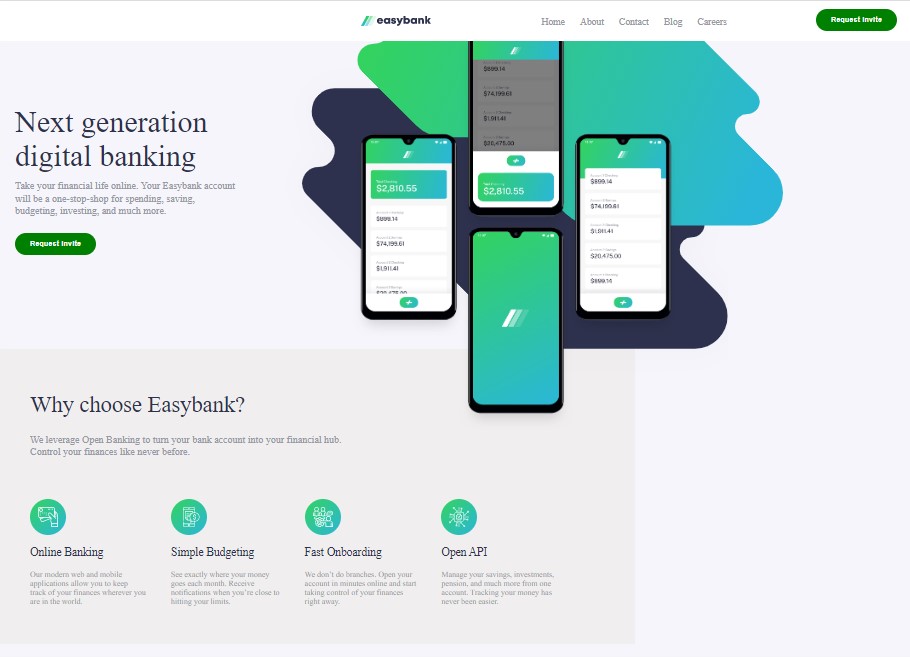 easybank
Home About Contact Blog Careers
Request Invite
Next generation
digital banking
Take your financial life online. Your Easybank account
will be a one-stop-shop for spending, saving,
budgeting, investing, and much more.
Request Invite
$899.14
$74,199.61
$1,911.41
$20,475.00
$2,810.55
$2,810.55
$899.14
$74,199.61
$1,911.41
$20,475.00
$899.14
$74,199.61
$1,911.41
$20,475.00
$899.14
Why choose Easybank?
We leverage Open Banking to turn your bank account into your financial hub.
Control your finances like never before.
Online Banking
Our modern web and mobile
applications allow you to keep
track of your finances wherever you
are in the world.
Simple Budgeting
See exactly where your money
goes each month. Receive
notifications when you’re close to
hitting your limits.
Fast Onboarding
We don’t do branches. Open your
account in minutes online and start
taking control of your finances
right away.
Open API
Manage your savings, investments,
pension, and much more from one
account. Tracking your money has
never been easier.